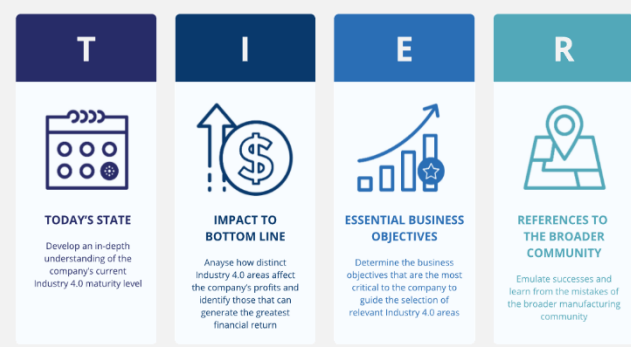 T
TODAY'S STATE
Develop an in-depth
understanding of the
company's current
Industry 4.0 maturity level
I
IMPACT TO
BOTTOM LINE
Anayse how distinct
Industry 4.0 areas affect
the company's profits and
identify those that can
generate the greatest
financial return
E
ESSENTIAL BUSINESS
OBJECTIVES
Determine the business
objectives that are the most
critical to the company to
guide the selection of
relevant Industry 4.0 areas
R
REFERENCES TO
THE BROADER
COMMUNITY
Emulate successes and
learn from the mistakes of
the broader manufacturing
community